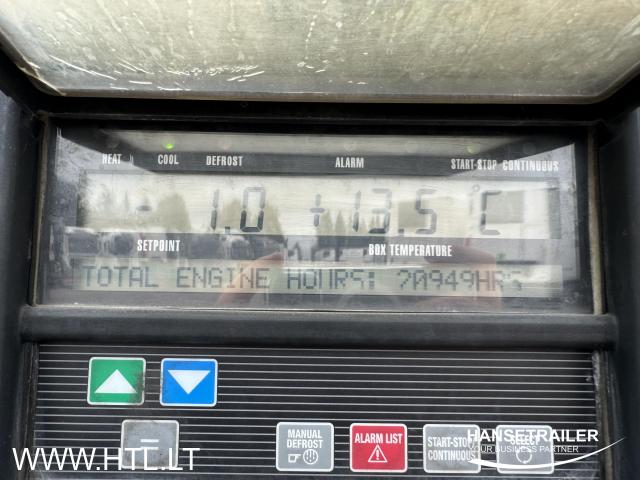 HEAT COOL DEFROST ALARM START-STOP CONTINUOUS
- 1.0 +13.5 °C
SETPOINT BOX TEMPERATURE
TOTAL ENGINE HOURS: 20949HRS
MANUAL DEFROST
ALARM LIST
START-STOP CONTINUOUS
SELECT
HANSETRAILER
YOUR BUSINESS PARTNER
WWW.HTL.LT